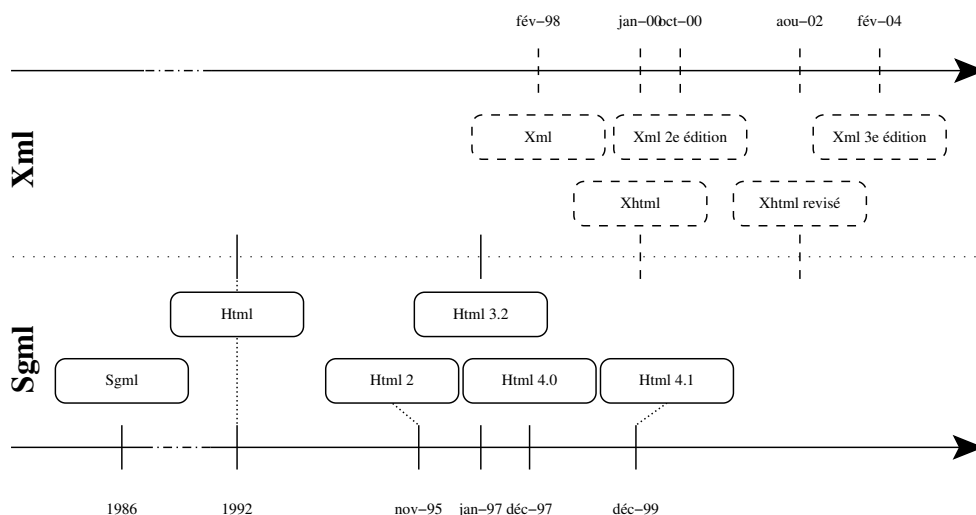 fév−98 jan−00 oct−00 aou−02 fév−04
Xml
Xml Xml 2e édition Xml 3e édition
Xhtml Xhtml revisé
Sgml
Html Html 3.2
Sgml Html 2 Html 4.0 Html 4.1
1986 1992 nov−95 jan−97 déc−97 déc−99